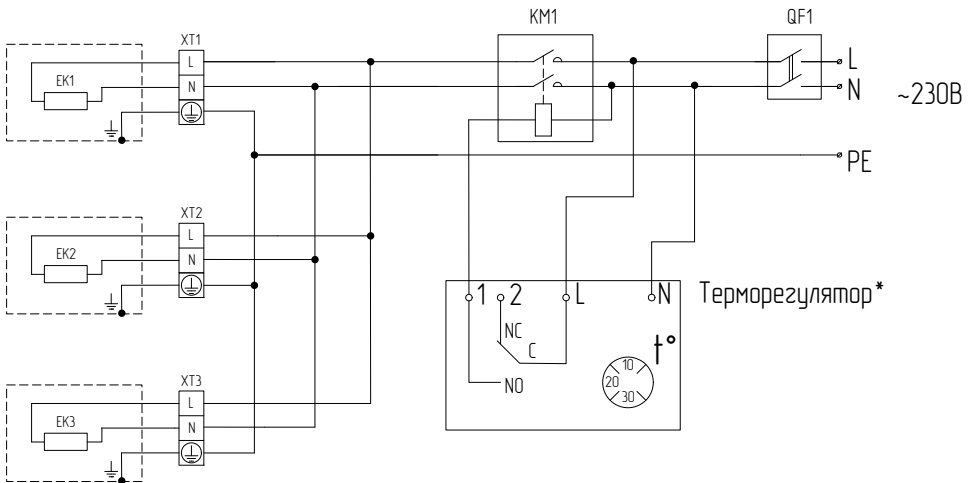 KM1
QF1
XT1
L
EK1
N
L
N
~230В
PE
XT2
L
EK2
N
1
2
L
N
Терморегулятор*
NC
C
t°
10
20
30
NO
XT3
L
EK3
N